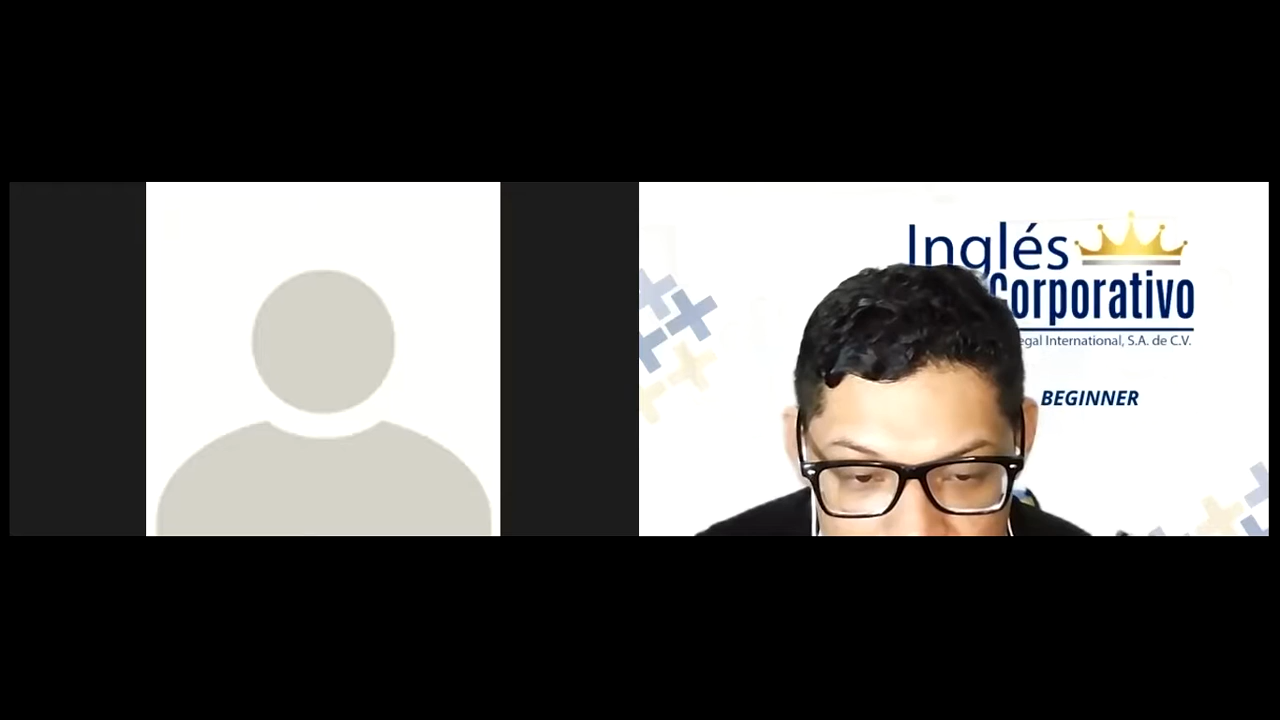 Inglés
Corporativo
egal International, S.A. de C.V.
BEGINNER